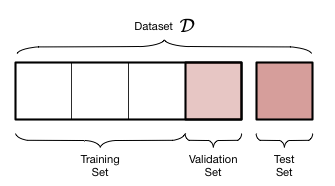 Dataset 𝒟
Training
Set
Validation
Set
Test
Set